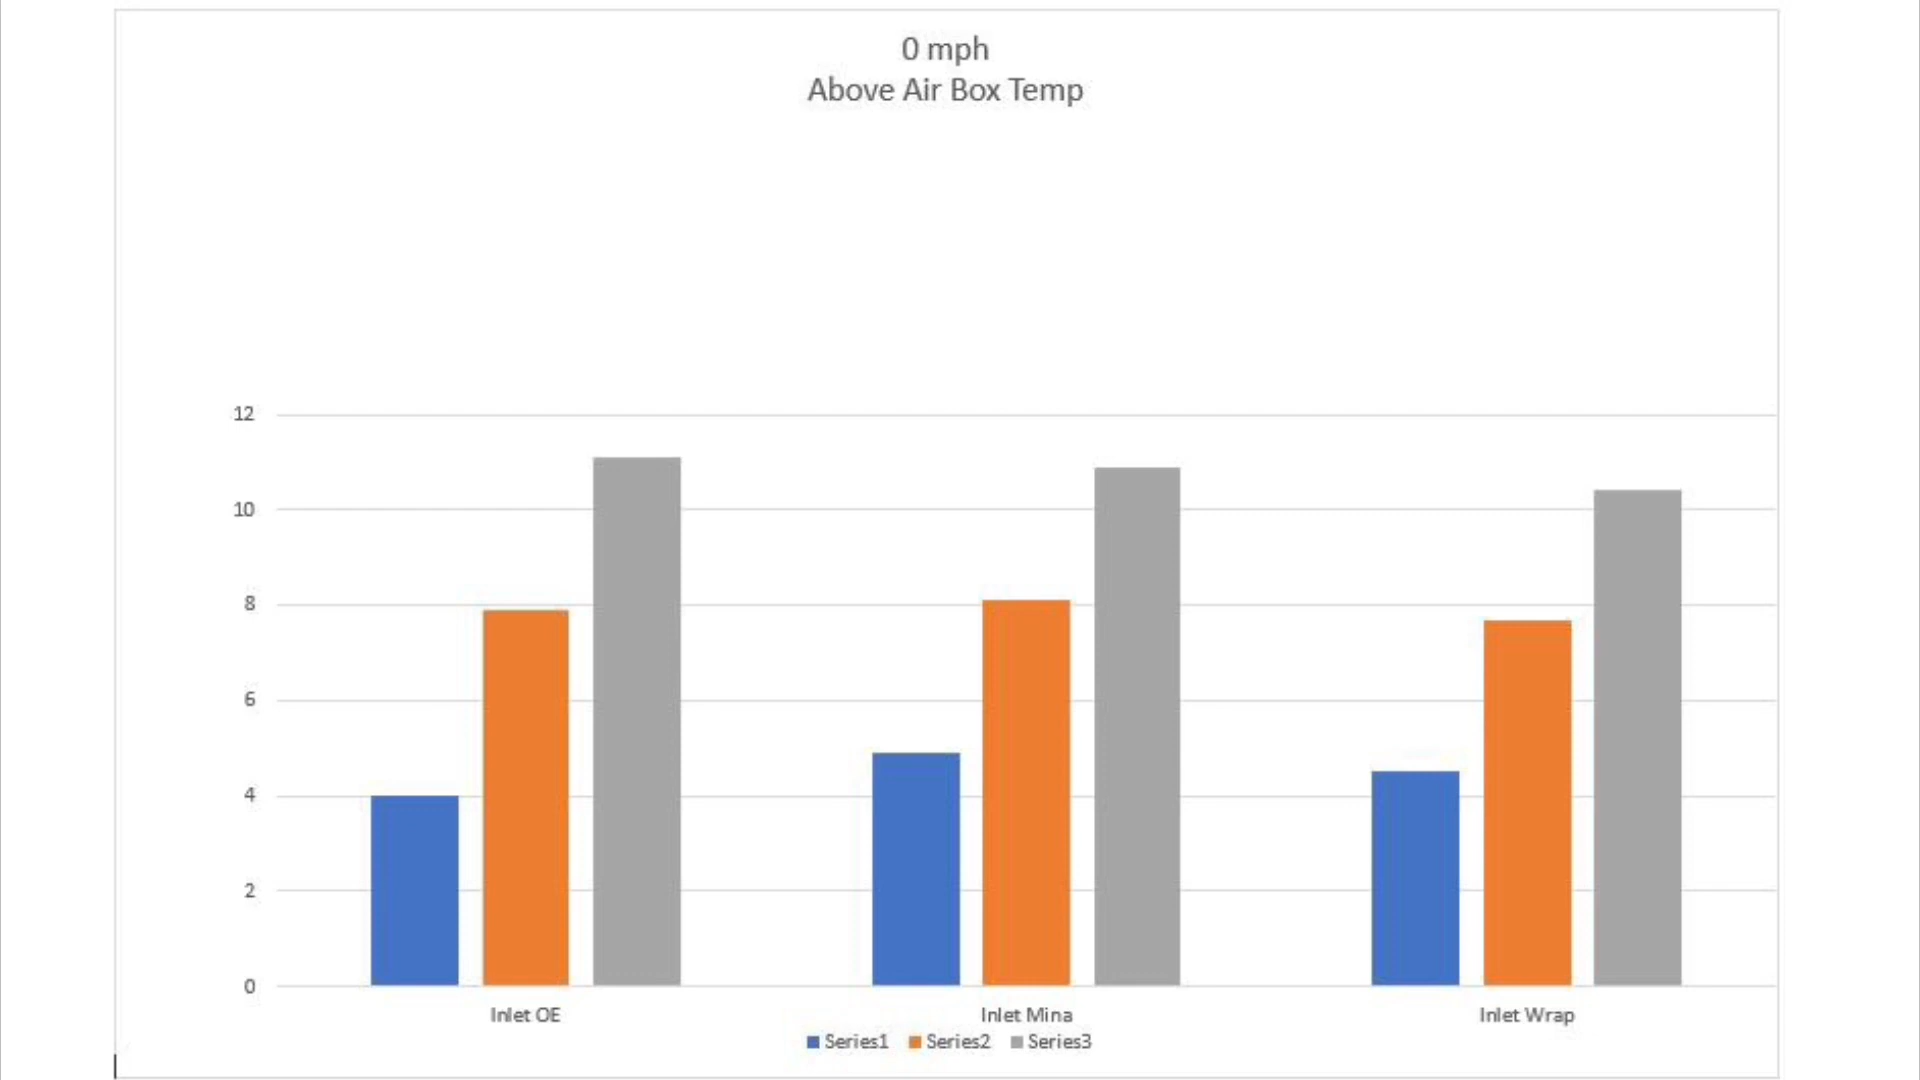 0 mph
Above Air Box Temp
12
10
8
6
4
2
0
Inlet OE Inlet Mina Inlet Wrap
Series1 Series2 Series3